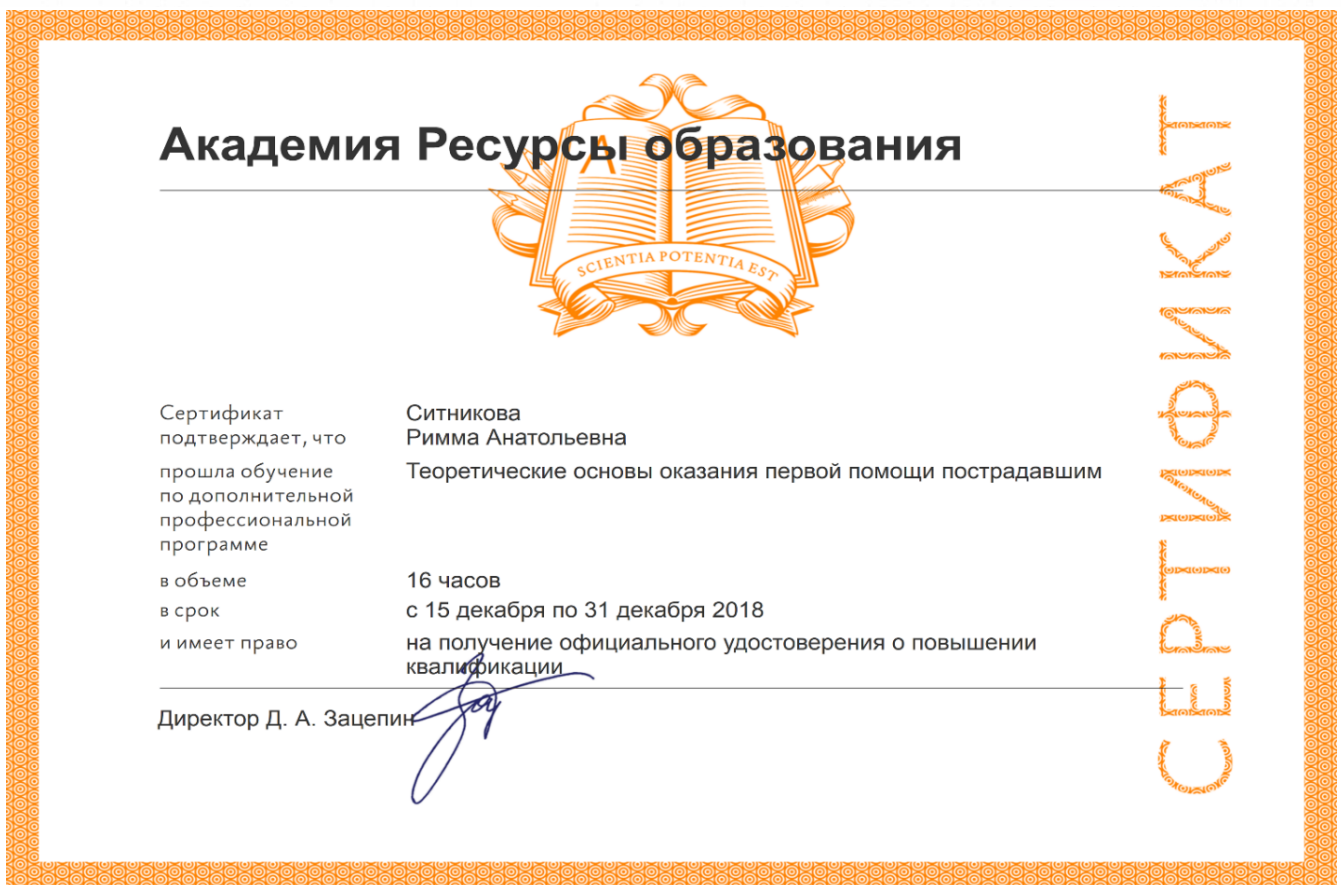 Академия Ресурсы образования
А
SCIENTIA POTENTIA EST
СЕРТИФИКАТ
Сертификат
подтверждает, что
Ситникова
Римма Анатольевна
прошла обучение
по дополнительной
профессиональной
программе
Теоретические основы оказания первой помощи пострадавшим
в объеме
16 часов
в срок
с 15 декабря по 31 декабря 2018
и имеет право
на получение официального удостоверения о повышении
квалификации
Директор Д. А. Зацепин